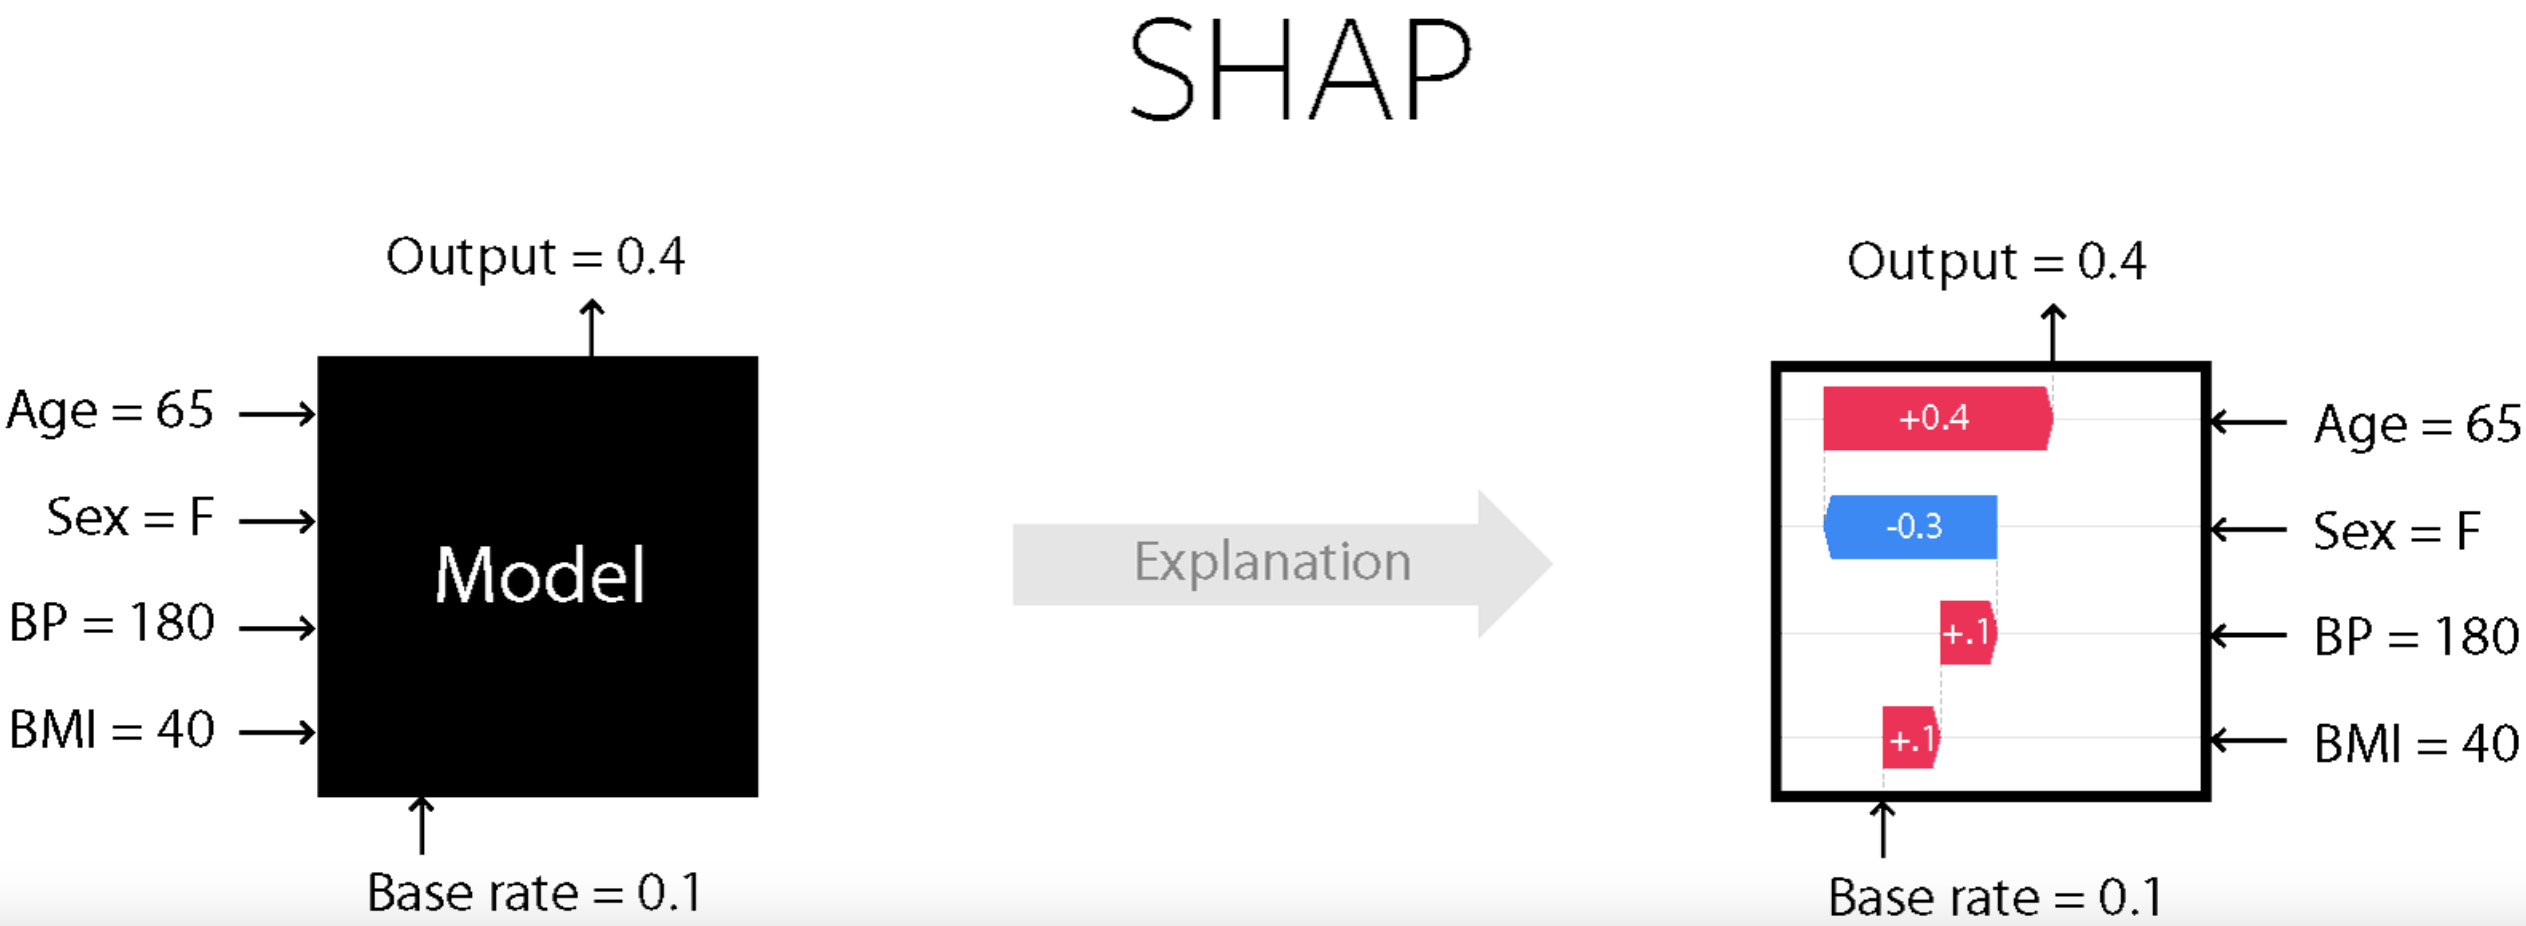 SHAP
Output = 0.4
Age = 65
Sex = F
BP = 180
BMI = 40
Model
Base rate = 0.1
Explanation
Output = 0.4
+0.4
Age = 65
-0.3
Sex = F
+.1
BP = 180
+.1
BMI = 40
Base rate = 0.1